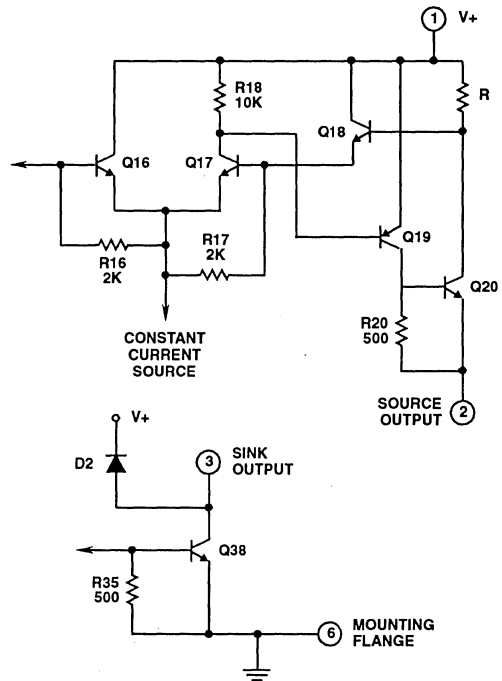 1 V+
R18
10K
R
Q18
Q16
Q17
Q19
R17
2K
R16
2K
Q20
R20
500
CONSTANT
CURRENT
SOURCE
SOURCE
OUTPUT
2
V+
D2
3
SINK
OUTPUT
Q38
R35
500
6
MOUNTING
FLANGE